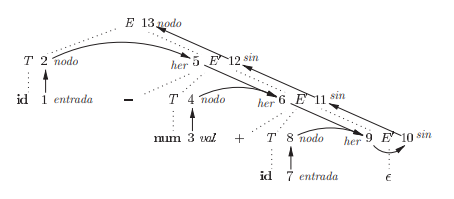 E 13 nodo
T 2 nodo her 5 E′ 12 sin
id 1 entrada − T 4 nodo her 6 E′ 11 sin
num 3 val + T 8 nodo her 9 E′ 10 sin
id 7 entrada ϵ